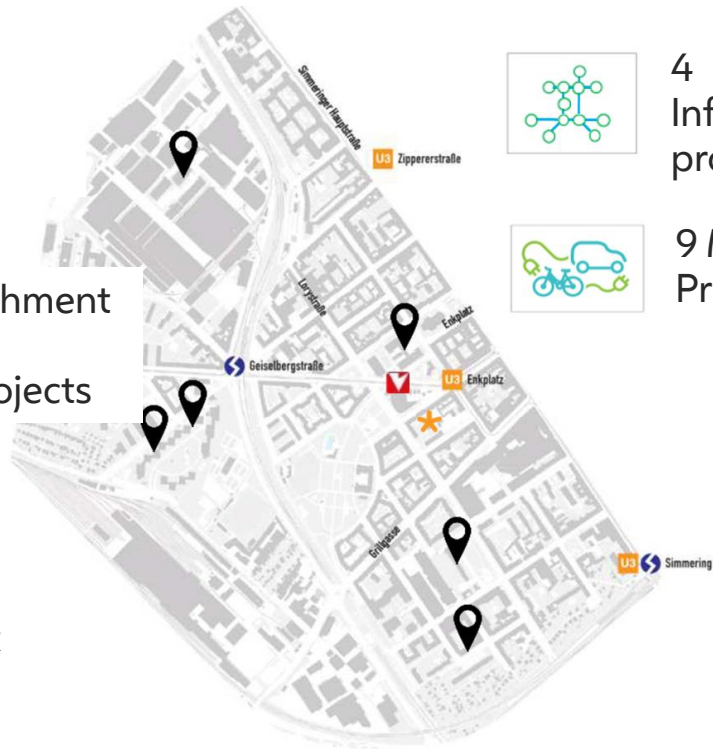 Simmeringer Hauptstraße
U3 Zippererstraße
4
Inf
pro
9
Pr
hment
ojects
Lorystraße
Enkplatz
Geiselbergstraße
U3 Enkplatz
Grillgasse
U3 Simmering